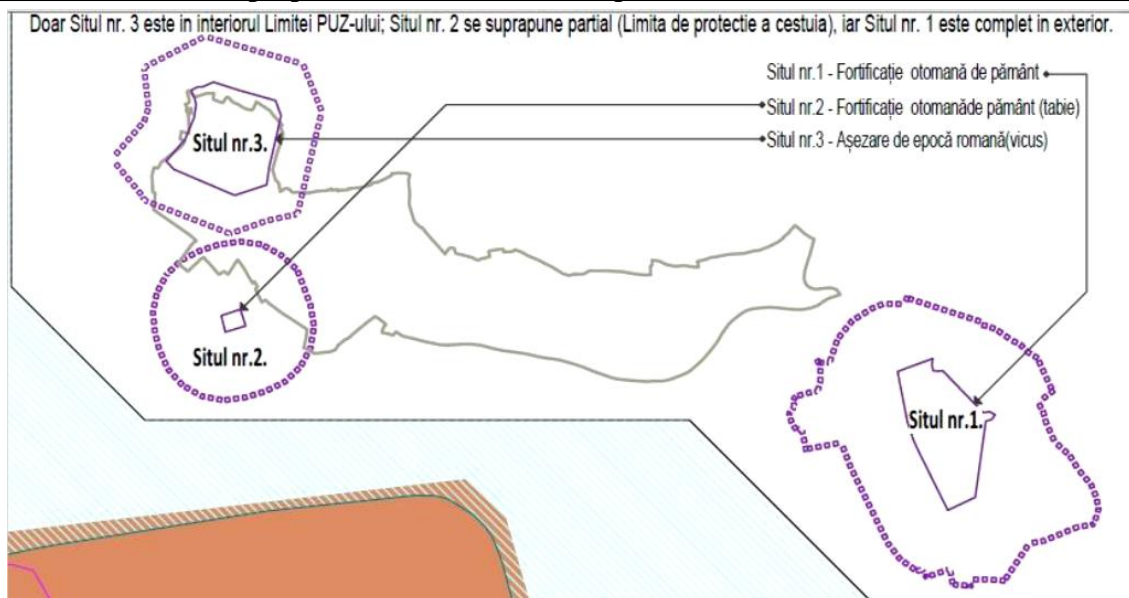 Doar Situl nr. 3 este in interiorul Limitei PUZ-ului; Situl nr. 2 se suprapune partial (Limita de protectie a cestuia), iar Situl nr. 1 este complet in exterior.
Situl nr.1 - Fortificație otomană de pământ
Situl nr.2 - Fortificație otomanăde pământ (tabie)
Situl nr.3 - Așezare de epocă romană(vicus)
Situl nr.3.
Situl nr.2.
Situl nr.1.